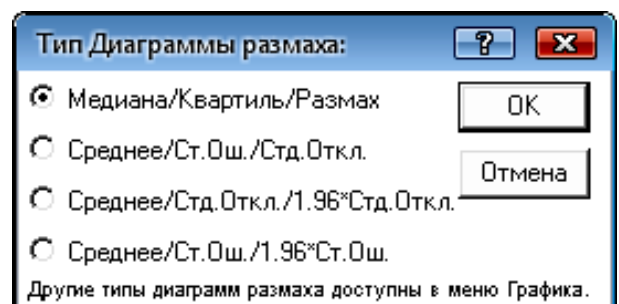 Тип Диаграммы размаха:
Медиана/Квартиль/Размах
OK
Среднее/Ст.Ош./Стд.Откл.
Отмена
Среднее/Стд.Откл./1.96*Стд.Откл.
Среднее/Ст.Ош./1.96*Ст.Ош.
Другие типы диаграмм размаха доступны в меню Графика.